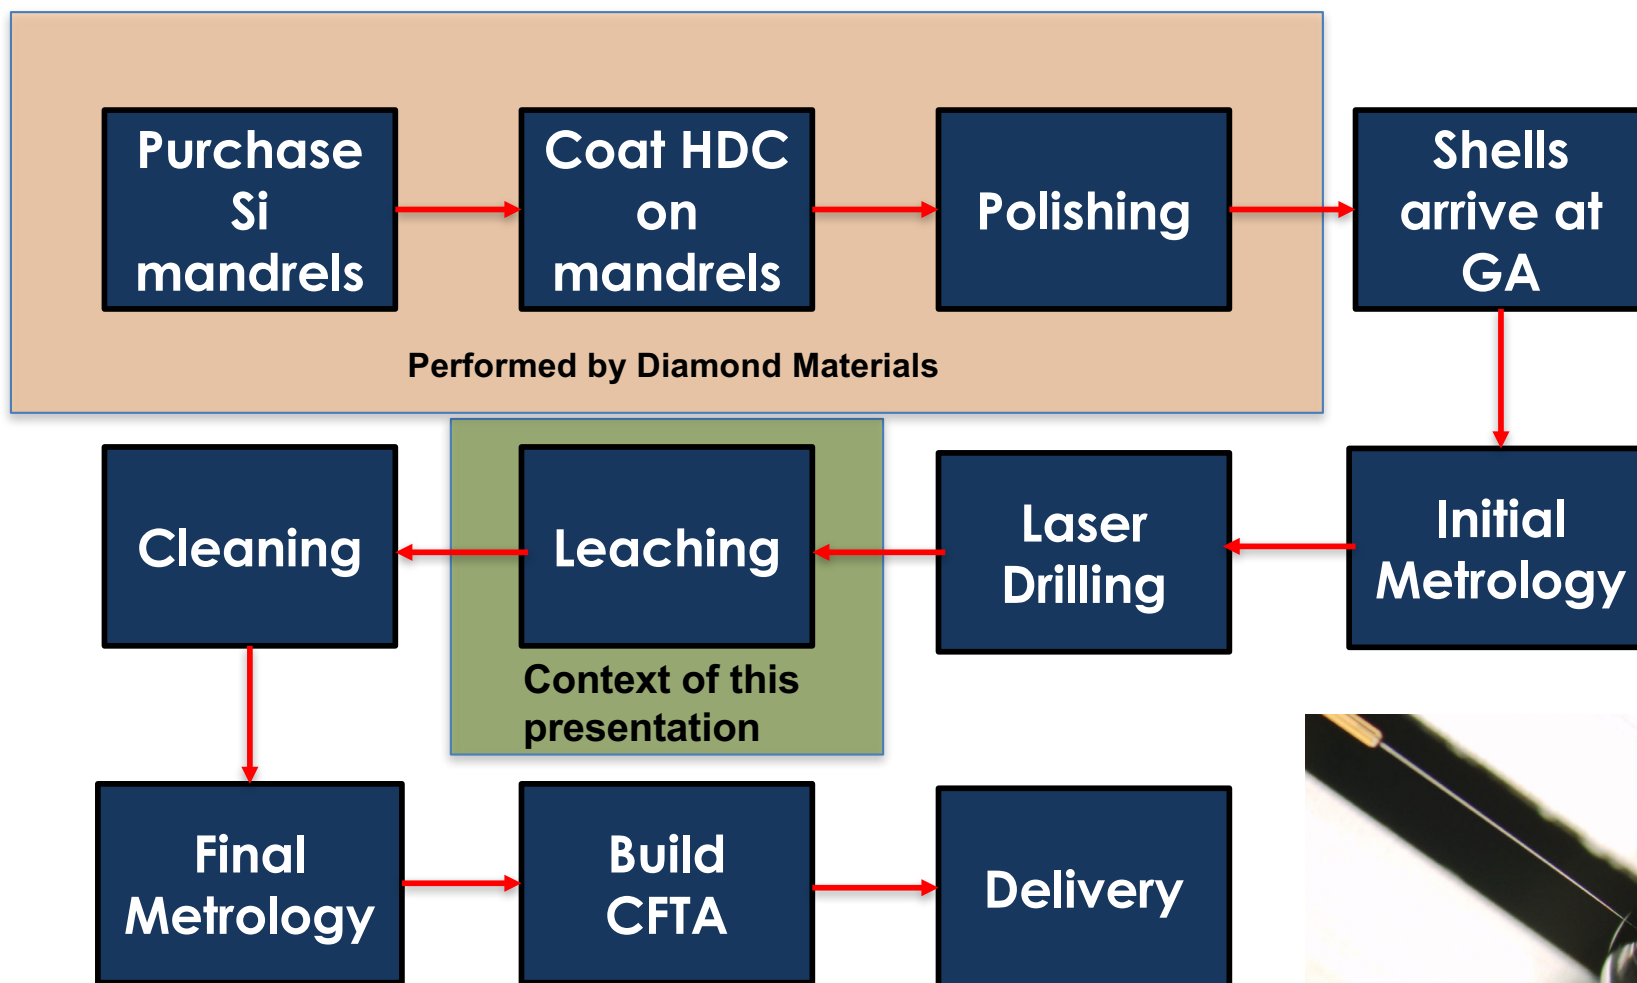 Purchase
Si
mandrels
Coat HDC
on
mandrels
Polishing
Shells
arrive at
GA
Performed by Diamond Materials
Cleaning
Leaching
Laser
Drilling
Initial
Metrology
Context of this
presentation
Final
Metrology
Build
CFTA
Delivery